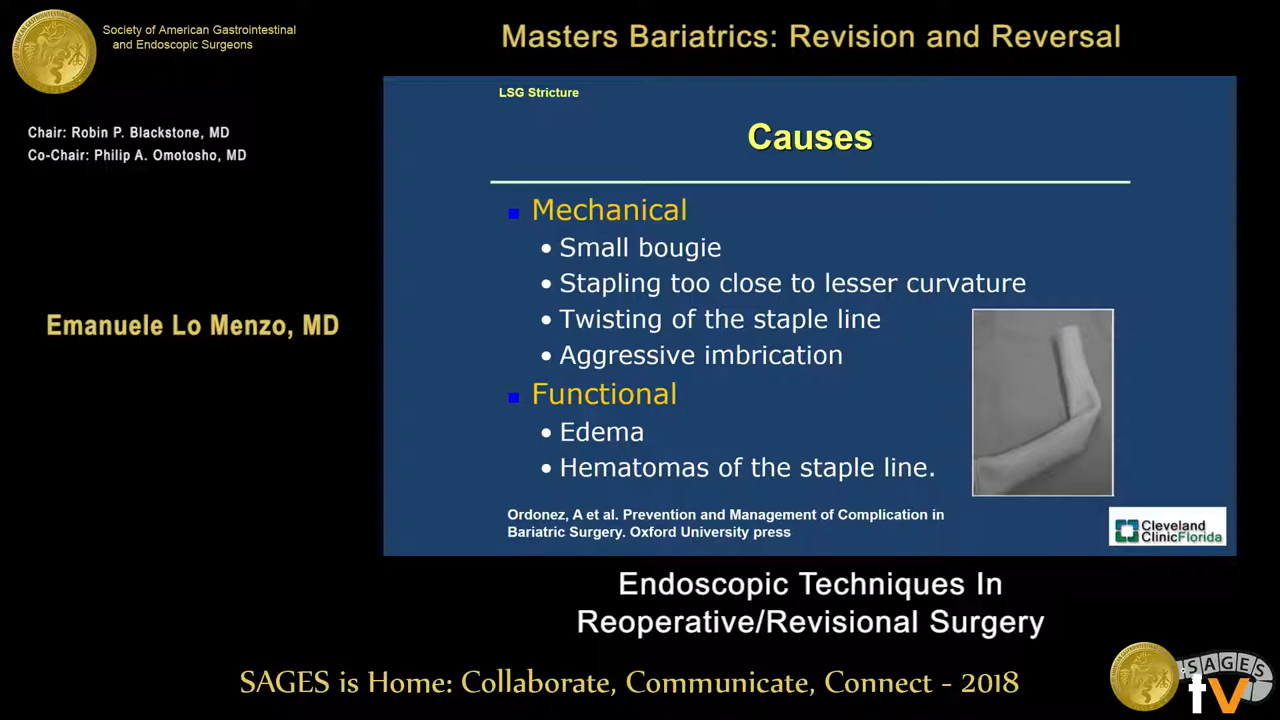 Society of American Gastrointestinal
and Endoscopic Surgeons
Masters Bariatrics: Revision and Reversal
Chair: Robin P. Blackstone, MD
Co-Chair: Philip A. Omotosho, MD
Emanuele Lo Menzo, MD
LSG Stricture
Causes
Mechanical
• Small bougie
• Stapling too close to lesser curvature
• Twisting of the staple line
• Aggressive imbrication
Functional
• Edema
• Hematomas of the staple line.
Ordonez, A et al. Prevention and Management of Complication in
Bariatric Surgery. Oxford University press
Cleveland
ClinicFlorida
Endoscopic Techniques In
Reoperative/Revisional Surgery
SAGES is Home: Collaborate, Communicate, Connect - 2018
SAGES
tv